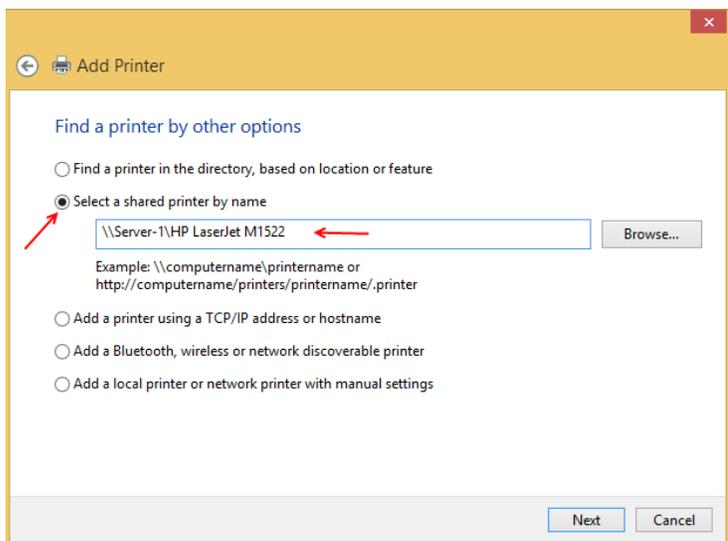 Add Printer
Find a printer by other options
Find a printer in the directory, based on location or feature
Select a shared printer by name
\\Server-1\HP LaserJet M1522
Browse...
Example: \\computername\printername or
http://computername/printers/printername/.printer
Add a printer using a TCP/IP address or hostname
Add a Bluetooth, wireless or network discoverable printer
Add a local printer or network printer with manual settings
Next
Cancel